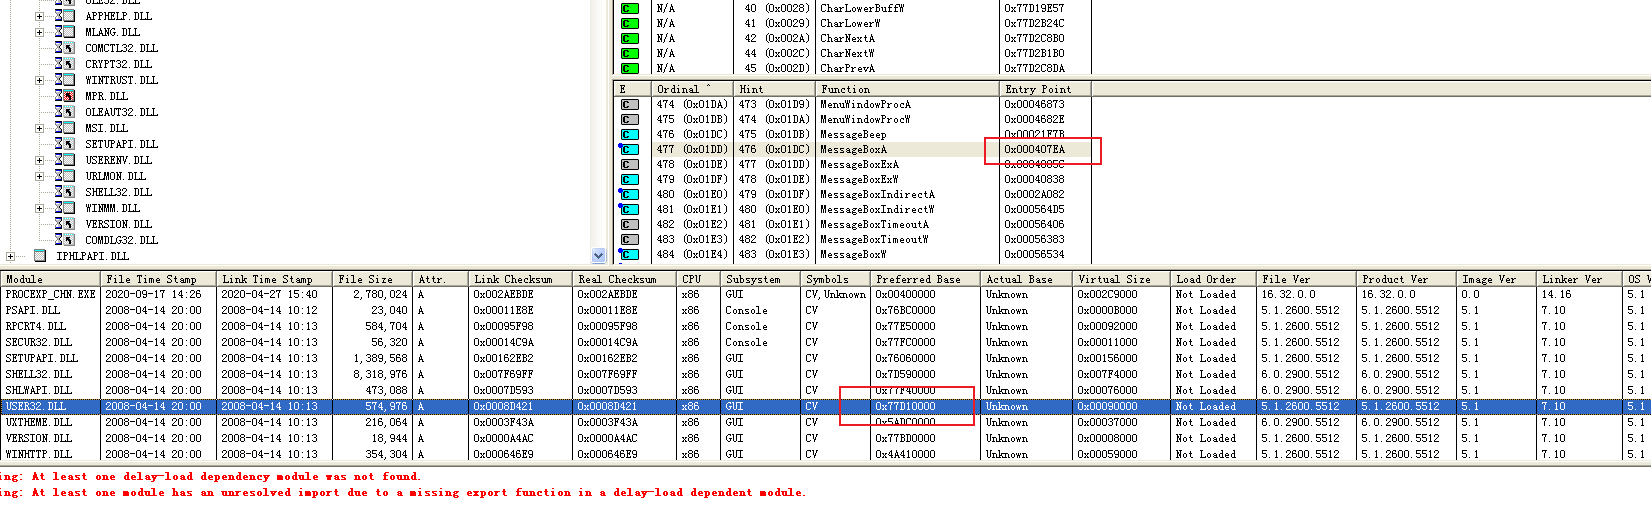 OLE32.DLL
APPHELP.DLL
MLANG.DLL
COMCTL32.DLL
CRYPT32.DLL
WINTRUST.DLL
MPR.DLL
OLEAUT32.DLL
MSI.DLL
SETUPAPI.DLL
USERENV.DLL
URLMON.DLL
SHELL32.DLL
WINMM.DLL
VERSION.DLL
COMDLG32.DLL
IPHLPAPI.DLL
C N/A 40 (0x0028) CharLowerBuffW 0x77D19E57
C N/A 41 (0x0029) CharLowerW 0x77D2B24C
C N/A 42 (0x002A) CharNextA 0x77D2C8B0
C N/A 44 (0x002C) CharNextW 0x77D2B1B0
C N/A 45 (0x002D) CharPrevA 0x77D2C8DA
E Ordinal ^ Hint Function Entry Point
C 474 (0x01DA) 473 (0x01D9) MenuWindowProcA 0x00046873
C 475 (0x01DB) 474 (0x01DA) MenuWindowProcW 0x0004682E
C 476 (0x01DC) 475 (0x01DB) MessageBeep 0x00021F7B
C 477 (0x01DD) 476 (0x01DC) MessageBoxA 0x000407EA
C 478 (0x01DE) 477 (0x01DD) MessageBoxExA 0x0004085C
C 479 (0x01DF) 478 (0x01DE) MessageBoxExW 0x00040838
C 480 (0x01E0) 479 (0x01DF) MessageBoxIndirectA 0x0002A082
C 481 (0x01E1) 480 (0x01E0) MessageBoxIndirectW 0x000564D5
C 482 (0x01E2) 481 (0x01E1) MessageBoxTimeoutA 0x00056406
C 483 (0x01E3) 482 (0x01E2) MessageBoxTimeoutW 0x00056383
C 484 (0x01E4) 483 (0x01E3) MessageBoxW 0x00056534
Module File Time Stamp Link Time Stamp File Size Attr. Link Checksum Real Checksum CPU Subsystem Symbols Preferred Base Actual Base Virtual Size Load Order File Ver Product Ver Image Ver Linker Ver OS V
PROCEXP_CHN.EXE 2020-09-17 14:26 2020-04-27 15:40 2,780,024 A 0x002AEBDE 0x002AEBDE x86 GUI CV,Unknown 0x00400000 Unknown 0x002C9000 Not Loaded 16.32.0.0 16.32.0.0 0.0 14.16 5.1
PSAPI.DLL 2008-04-14 20:00 2008-04-14 10:12 23,040 A 0x00011E8E 0x00011E8E x86 Console CV 0x76BC0000 Unknown 0x0000B000 Not Loaded 5.1.2600.5512 5.1.2600.5512 5.1 7.10 5.1
RPCRT4.DLL 2008-04-14 20:00 2008-04-14 10:13 584,704 A 0x00095F98 0x00095F98 x86 Console CV 0x77E50000 Unknown 0x00092000 Not Loaded 5.1.2600.5512 5.1.2600.5512 5.1 7.10 5.1
SECUR32.DLL 2008-04-14 20:00 2008-04-14 10:13 56,320 A 0x00014C9A 0x00014C9A x86 Console CV 0x77FC0000 Unknown 0x00011000 Not Loaded 5.1.2600.5512 5.1.2600.5512 5.1 7.10 5.1
SETUPAPI.DLL 2008-04-14 20:00 2008-04-14 10:13 1,389,568 A 0x00162EB2 0x00162EB2 x86 GUI CV 0x76060000 Unknown 0x00156000 Not Loaded 5.1.2600.5512 5.1.2600.5512 5.1 7.10 5.1
SHELL32.DLL 2008-04-14 20:00 2008-04-14 10:13 8,318,976 A 0x007F69FF 0x007F69FF x86 GUI CV 0x7D590000 Unknown 0x007F4000 Not Loaded 6.0.2900.5512 6.0.2900.5512 5.1 7.10 5.1
SHLWAPI.DLL 2008-04-14 20:00 2008-04-14 10:13 473,088 A 0x0007D593 0x0007D593 x86 GUI CV 0x77F40000 Unknown 0x00076000 Not Loaded 6.0.2900.5512 6.0.2900.5512 5.1 7.10 5.1
USER32.DLL 2008-04-14 20:00 2008-04-14 10:13 574,976 A 0x0008D421 0x0008D421 x86 GUI CV 0x77D10000 Unknown 0x00090000 Not Loaded 5.1.2600.5512 5.1.2600.5512 5.1 7.10 5.1
UXTHEME.DLL 2008-04-14 20:00 2008-04-14 10:13 216,064 A 0x0003F43A 0x0003F43A x86 GUI CV 0x5ADC0000 Unknown 0x00037000 Not Loaded 6.0.2900.5512 6.0.2900.5512 5.1 7.10 5.1
VERSION.DLL 2008-04-14 20:00 2008-04-14 10:13 18,944 A 0x0000A4AC 0x0000A4AC x86 GUI CV 0x77BD0000 Unknown 0x00008000 Not Loaded 5.1.2600.5512 5.1.2600.5512 5.1 7.10 5.1
WINHTTP.DLL 2008-04-14 20:00 2008-04-14 10:13 354,304 A 0x000646E9 0x000646E9 x86 GUI CV 0x4A410000 Unknown 0x00059000 Not Loaded 5.1.2600.5512 5.1.2600.5512 5.1 7.10 5.1
ing: At least one delay-load dependency module was not found.
ing: At least one module has an unresolved import due to a missing export function in a delay-load dependent module.